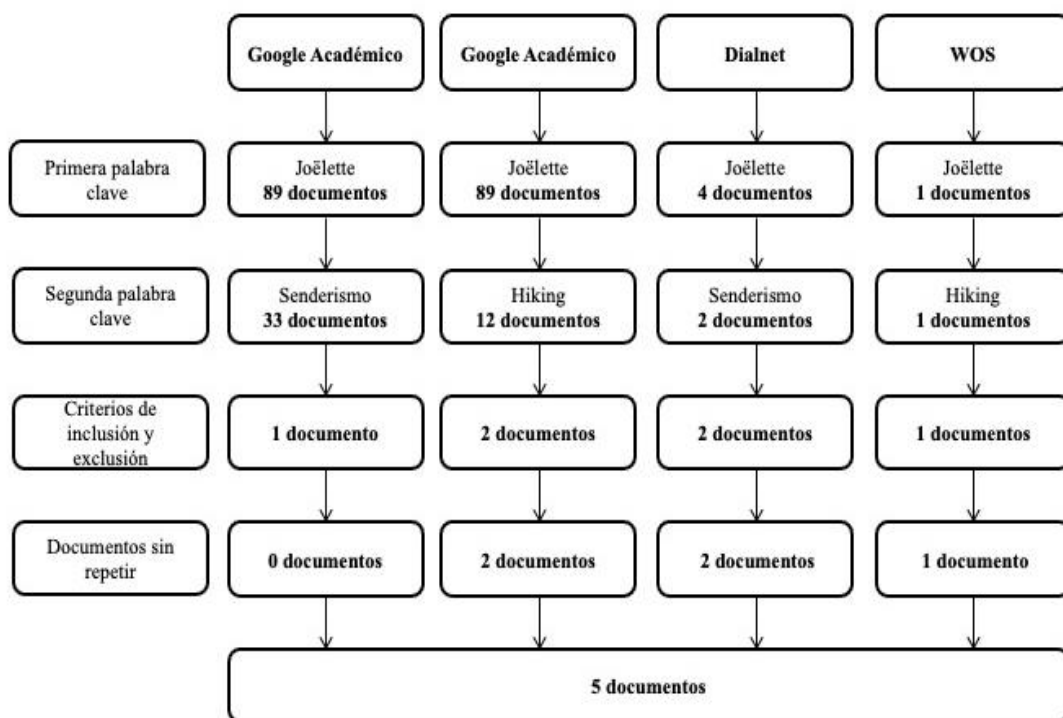 Google Académico
Google Académico
Dialnet
WOS
Primera palabra
clave
Joëlette
89 documentos
Joëlette
89 documentos
Joëlette
4 documentos
Joëlette
1 documentos
Segunda palabra
clave
Senderismo
33 documentos
Hiking
12 documentos
Senderismo
2 documentos
Hiking
1 documentos
Criterios de
inclusión y
exclusión
1 documento
2 documentos
2 documentos
1 documentos
Documentos sin
repetir
0 documentos
2 documentos
2 documentos
1 documento
5 documentos